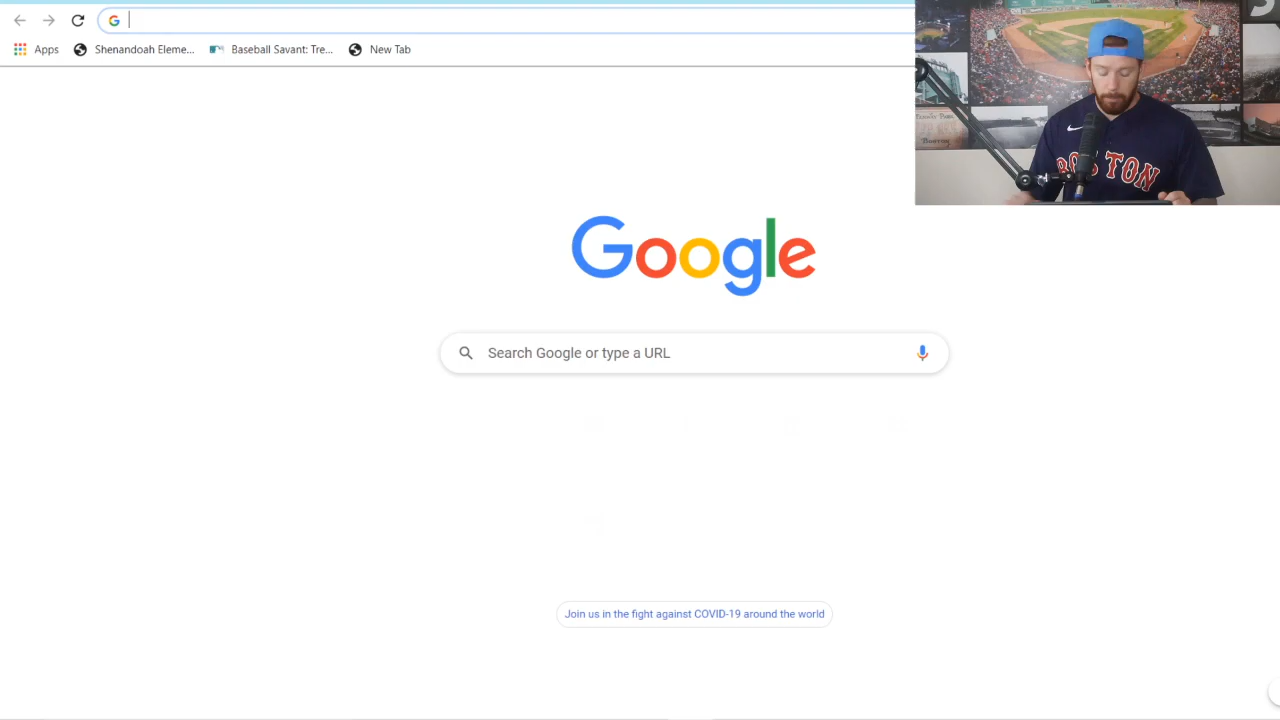 Apps Shenandoah Eleme... Baseball Savant: Tre... New Tab
BOSTON
Google
Search Google or type a URL
Join us in the fight against COVID-19 around the world